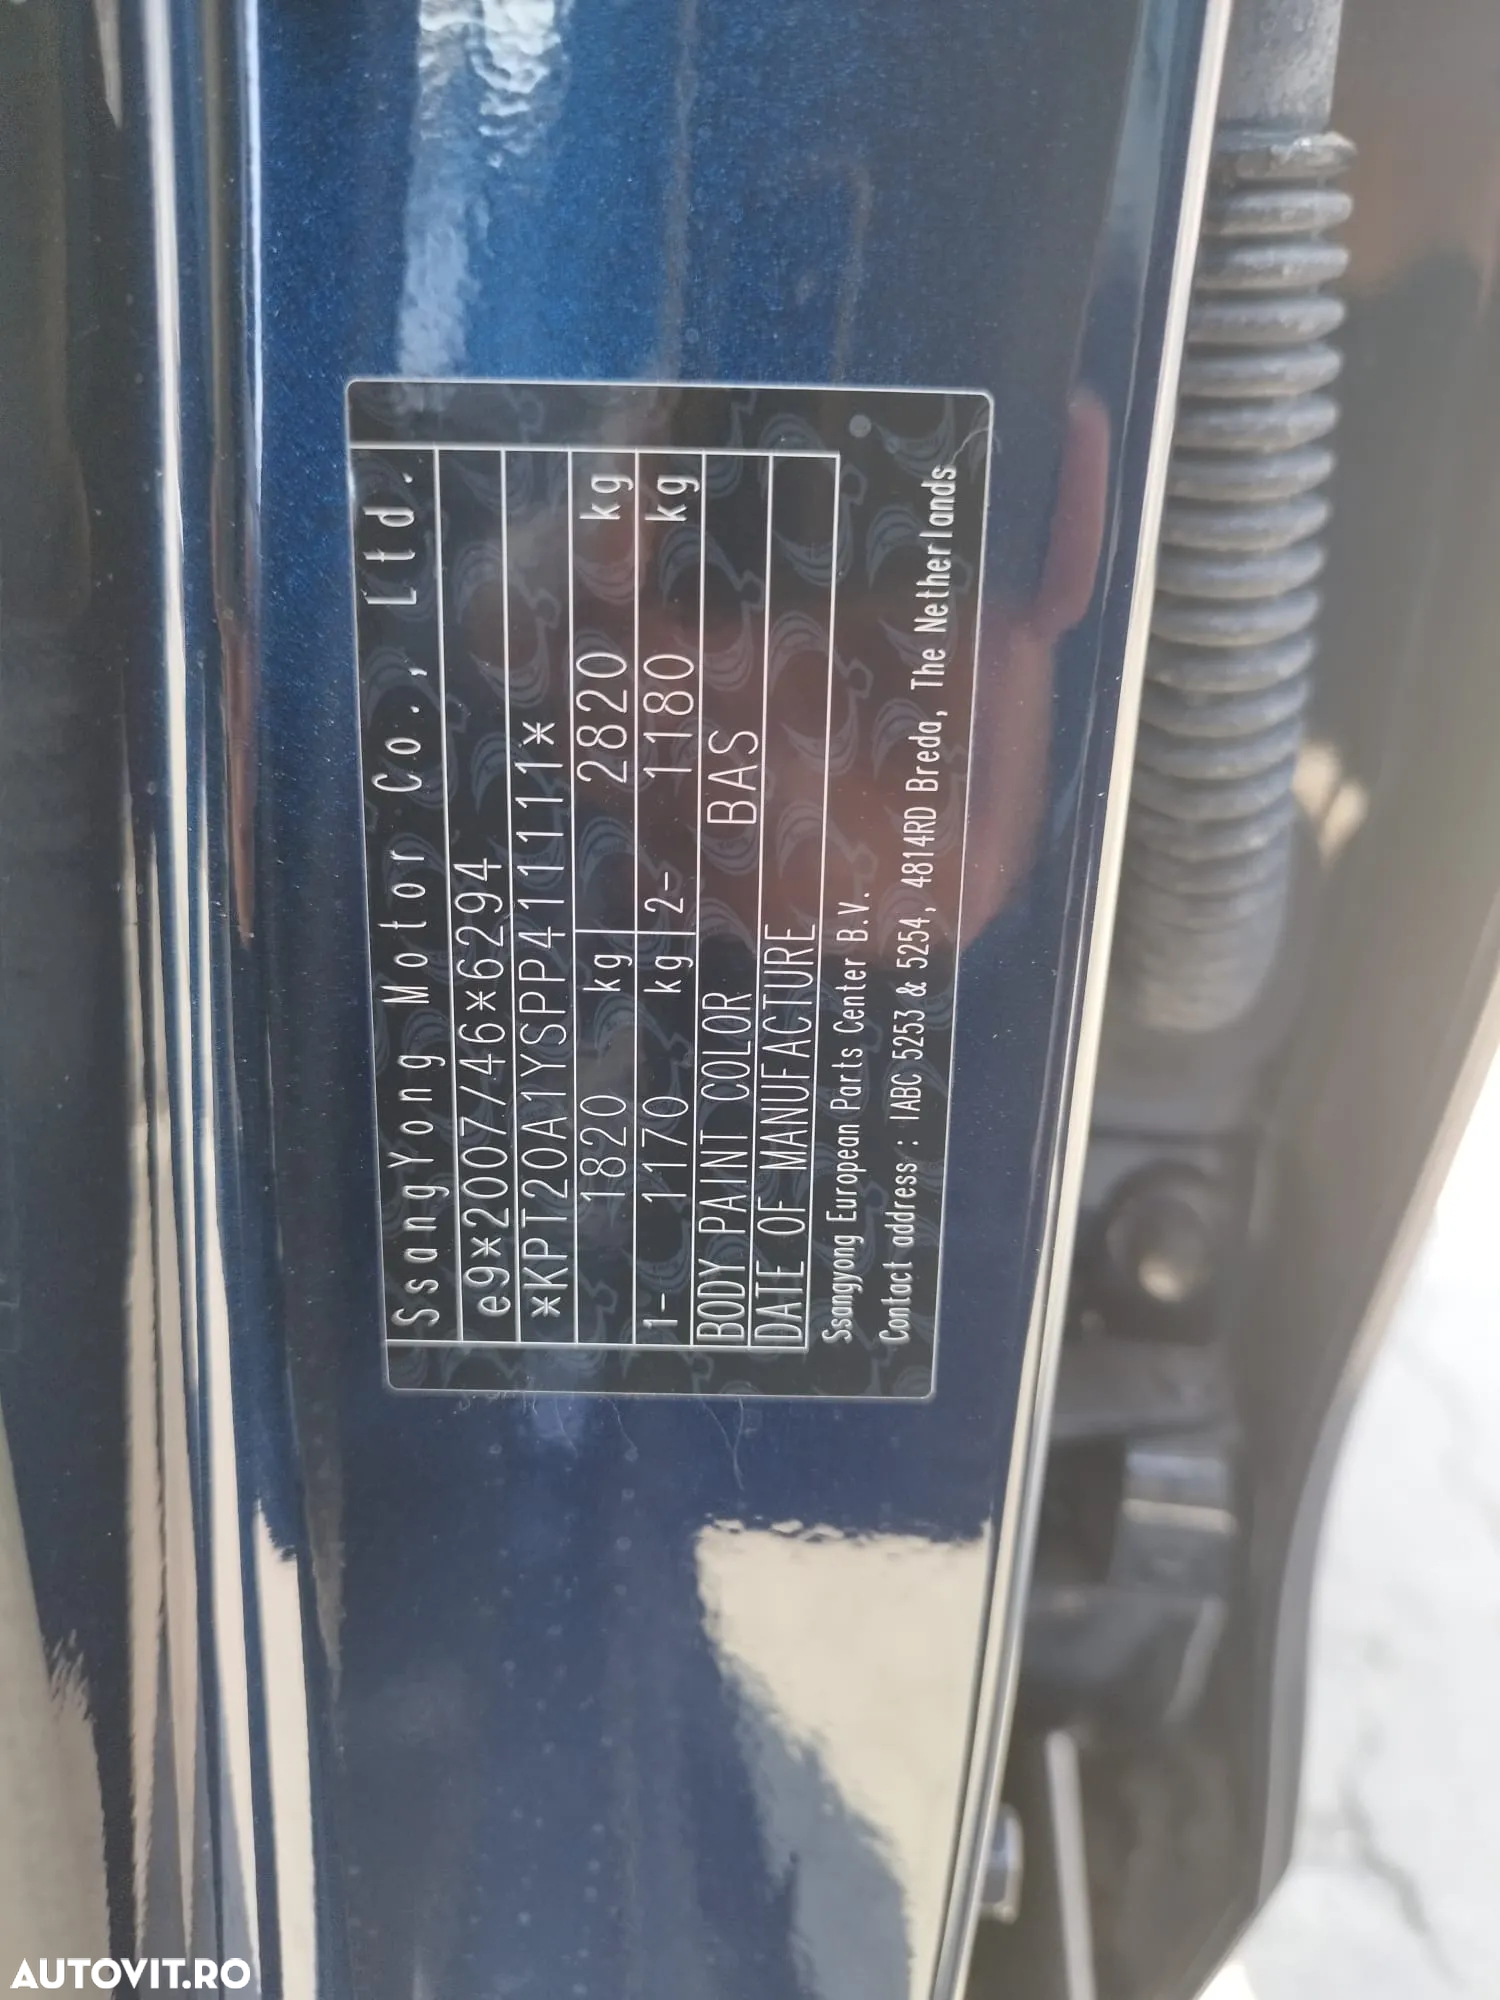 SsangYong Motor Co., Ltd.
e9*2007/46*6294
*KPT20A1YSPP411111*
1820 kg 2820 kg
1- 1170 kg 2- 1180 kg
BODY PAINT COLOR BAS
DATE OF MANUFACTURE
Ssangyong European Parts Center B.V.
Contact address : IABC 5253 & 5254, 4814RD Breda, The Netherlands
AUTOVIT.RO